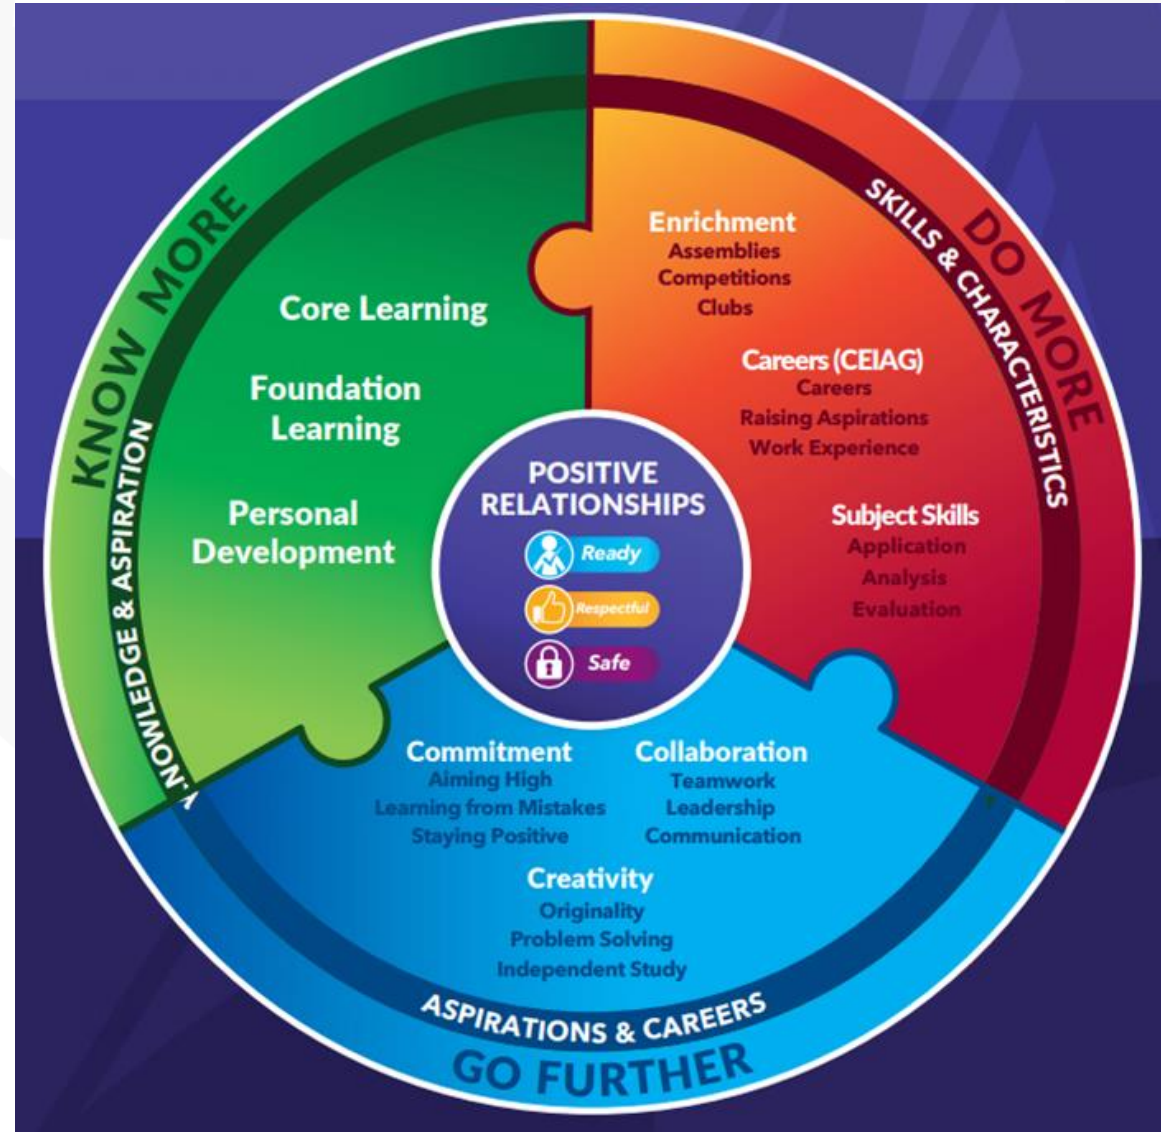 KNOW MORE
KNOWLEDGE & ASPIRATION
Core Learning
Foundation
Learning
Personal
Development
DO MORE
SKILLS & CHARACTERISTICS
Enrichment
Assemblies
Competitions
Clubs
Careers (CEIAG)
Careers
Raising Aspirations
Work Experience
Subject Skills
Application
Analysis
Evaluation
POSITIVE
RELATIONSHIPS
Ready
Respectful
Safe
Commitment
Aiming High
Learning from Mistakes
Staying Positive
Collaboration
Teamwork
Leadership
Communication
Creativity
Originality
Problem Solving
Independent Study
ASPIRATIONS & CAREERS
GO FURTHER